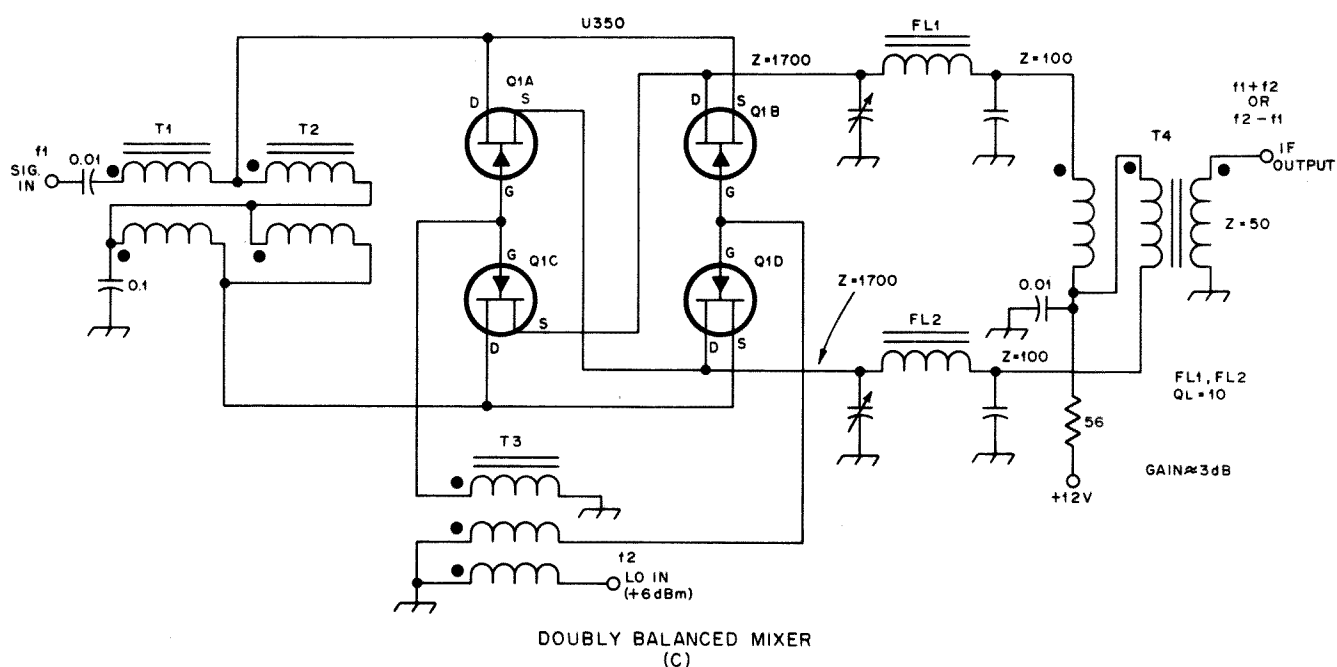 U350
FL1
Z=1700
Z=100
Q1A
D
S
D
S
Q1B
f1+f2
OR
f2-f1
T1
T2
T4
f1
SIG.
IN
0.01
IF
OUTPUT
G
G
Z=50
G
Q1C
G
Q1D
0.1
0.01
Z=1700
S
D
D
S
FL2
Z=100
FL1, FL2
QL=10
56
T3
GAIN≈3dB
+12V
f2
LO IN
(+6dBm)
DOUBLY BALANCED MIXER
(C)